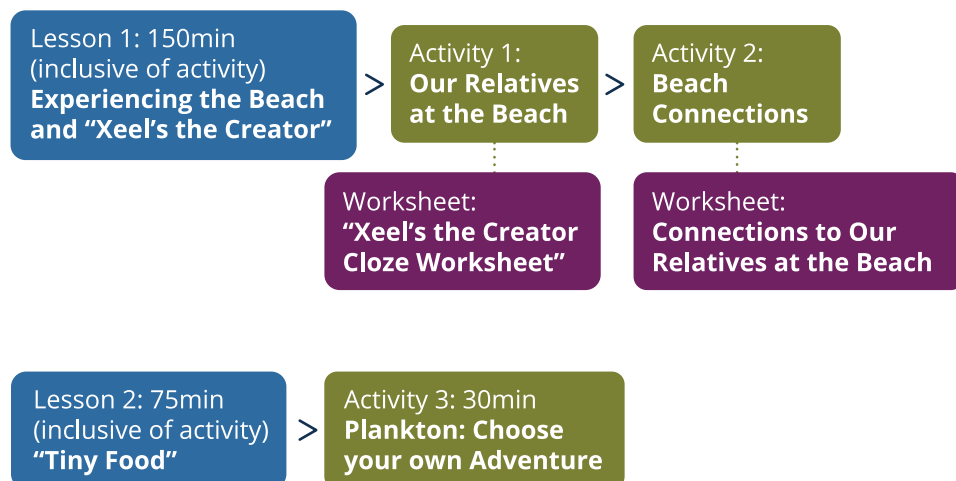 Lesson 1: 150min
(inclusive of activity)
Experiencing the Beach
and “Xeel’s the Creator”
>
Activity 1:
Our Relatives
at the Beach
>
Activity 2:
Beach
Connections
Worksheet:
“Xeel’s the Creator
Cloze Worksheet”
Worksheet:
Connections to Our
Relatives at the Beach
Lesson 2: 75min
(inclusive of activity)
“Tiny Food”
>
Activity 3: 30min
Plankton: Choose
your own Adventure